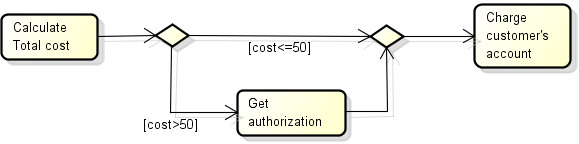 Calculate
Total cost
[cost<=50]
[cost>50]
Get
authorization
Charge
customer's
account